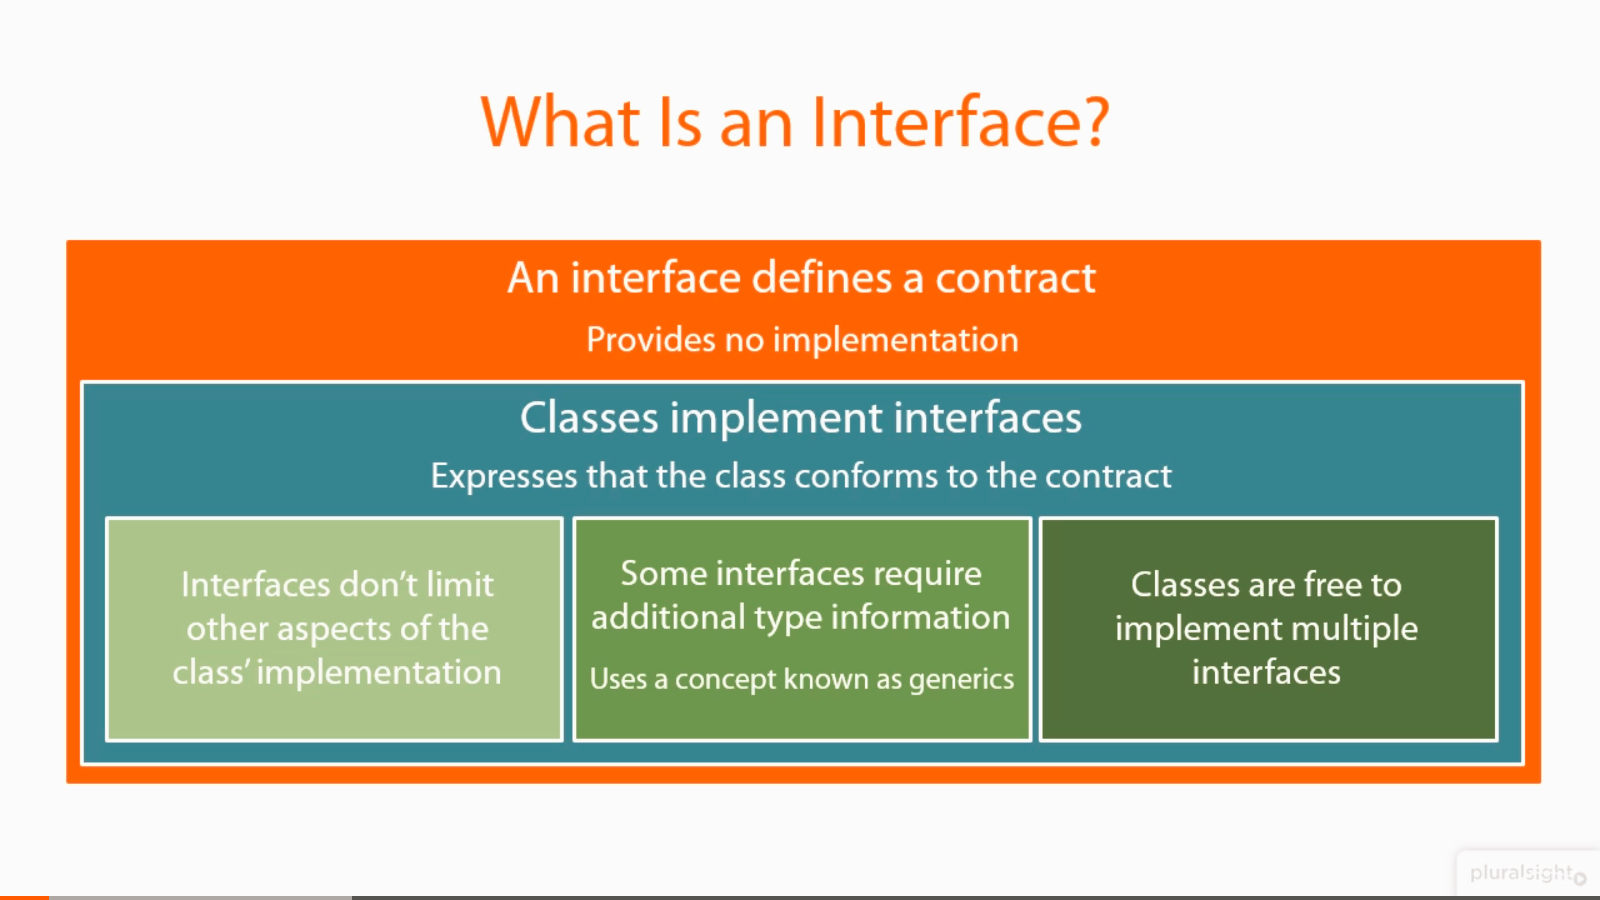 What Is an Interface?
An interface defines a contract
Provides no implementation
Classes implement interfaces
Expresses that the class conforms to the contract
Interfaces don’t limit
other aspects of the
class’ implementation
Some interfaces require
additional type information
Uses a concept known as generics
Classes are free to
implement multiple
interfaces
pluralsight